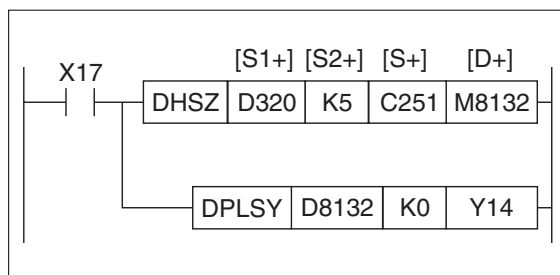 [S1+] [S2+] [S+] [D+]
X17
DHSZ D320 K5 C251 M8132
DPLSY D8132 K0 Y14